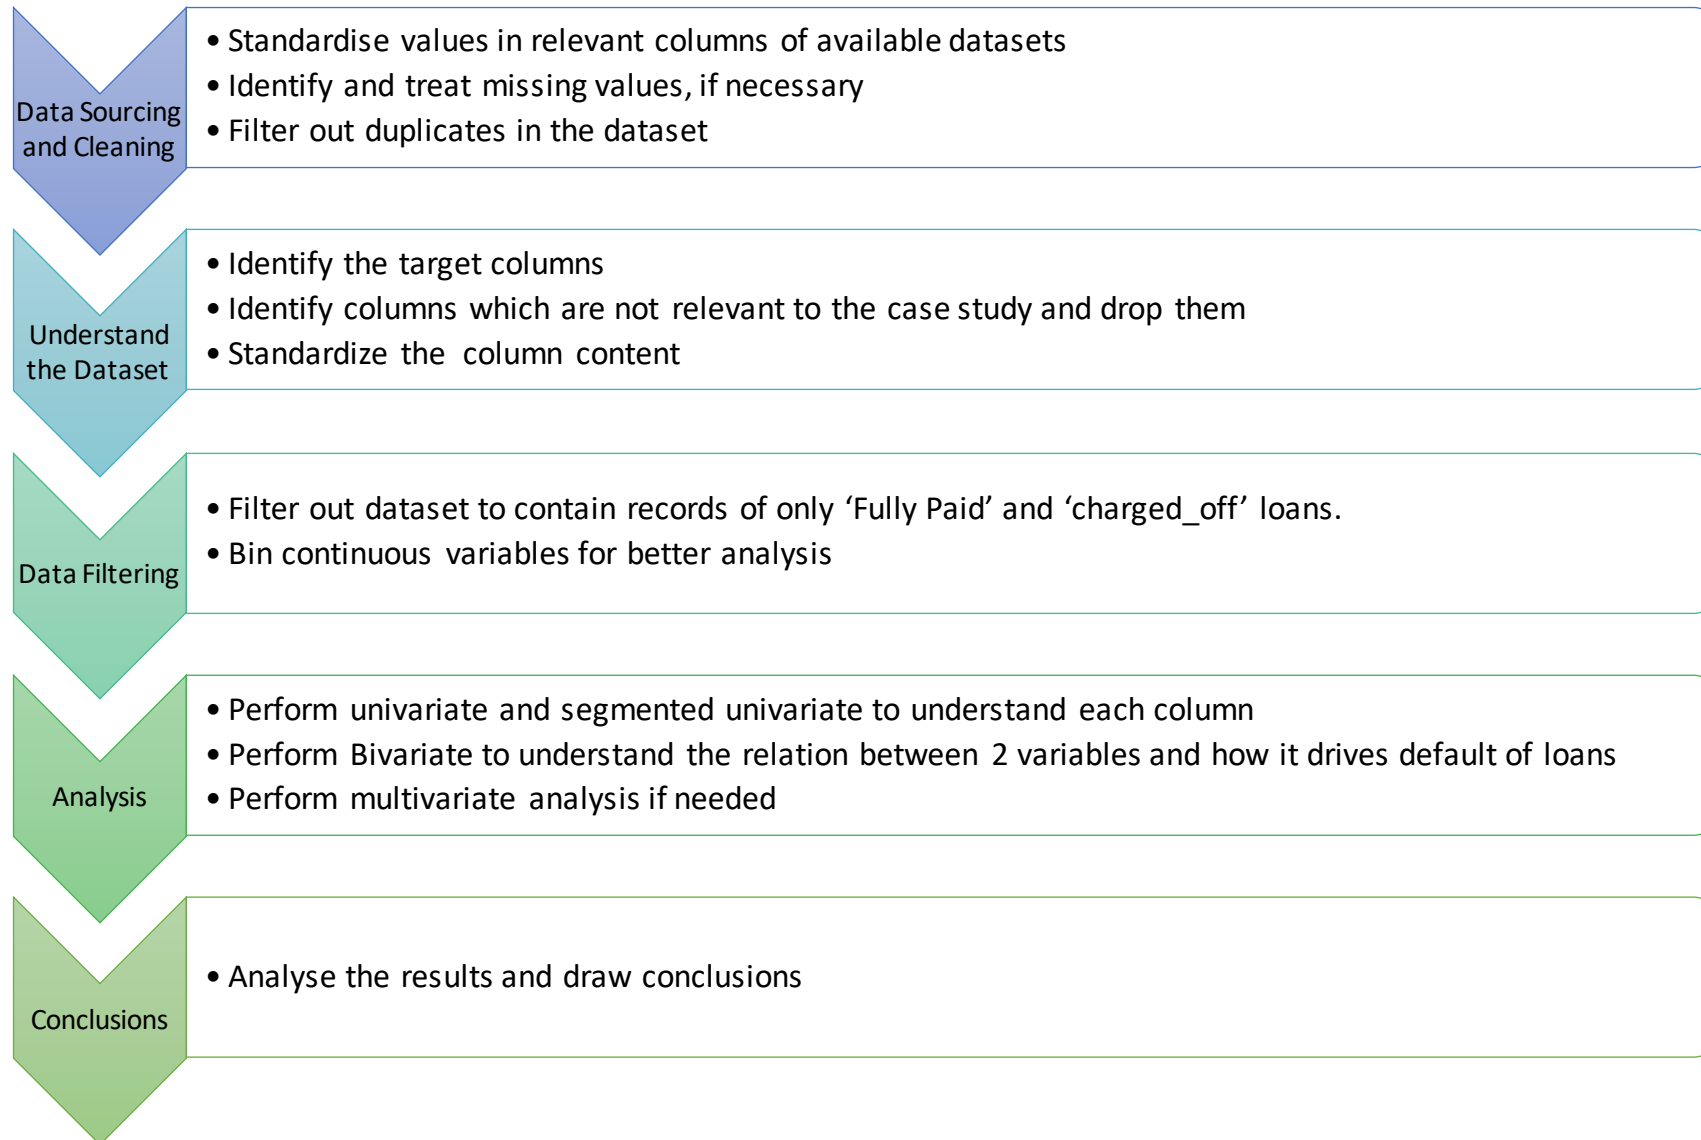 Data Sourcing
and Cleaning
• Standardise values in relevant columns of available datasets
• Identify and treat missing values, if necessary
• Filter out duplicates in the dataset
Understand
the Dataset
• Identify the target columns
• Identify columns which are not relevant to the case study and drop them
• Standardize the column content
Data Filtering
• Filter out dataset to contain records of only ‘Fully Paid’ and ‘charged_off’ loans.
• Bin continuous variables for better analysis
Analysis
• Perform univariate and segmented univariate to understand each column
• Perform Bivariate to understand the relation between 2 variables and how it drives default of loans
• Perform multivariate analysis if needed
Conclusions
• Analyse the results and draw conclusions